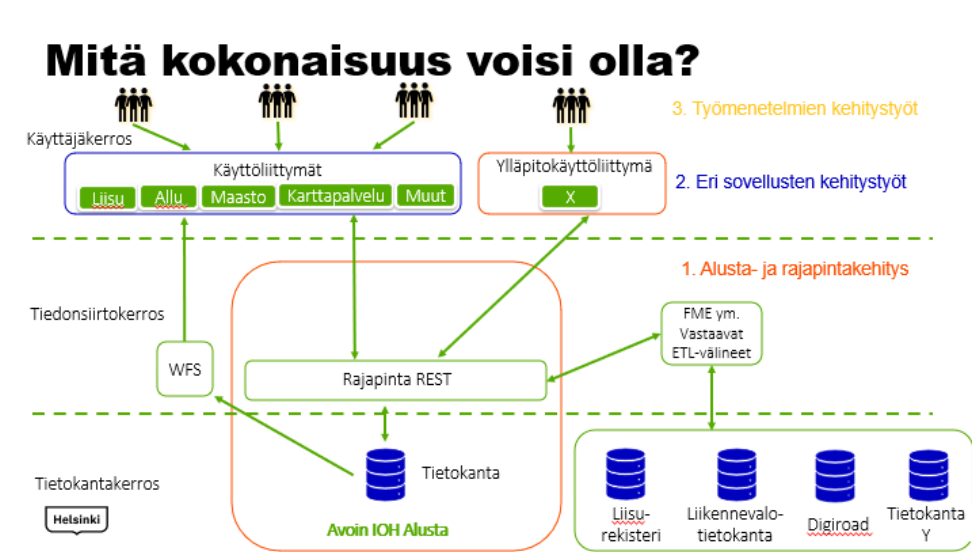 Mitä kokonaisuus voisi olla?
3. Työmenetelmien kehitystyöt
Käyttäjäkerros
Käyttöliittymät
Liisu Allu Maasto Karttapalvelu Muut
Ylläpitokäyttöliittymä
X
2. Eri sovellusten kehitystyöt
1. Alusta- ja rajapintakehitys
Tiedonsiirtokerros
FME ym.
Vastaavat
ETL-välineet
WFS
Rajapinta REST
Tietokantakerros
Tietokanta
Avoin IOH Alusta
Liisu-
rekisteri
Liikennevalo-
tietokanta
Digiroad
Tietokanta
Y
Helsinki